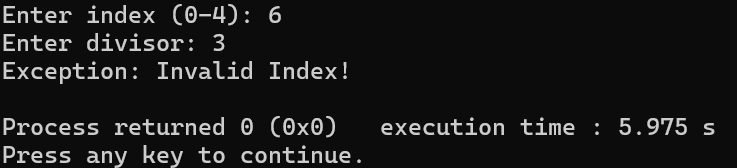 Enter index (0-4): 6
Enter divisor: 3
Exception: Invalid Index!
Process returned 0 (0x0)   execution time : 5.975 s
Press any key to continue.